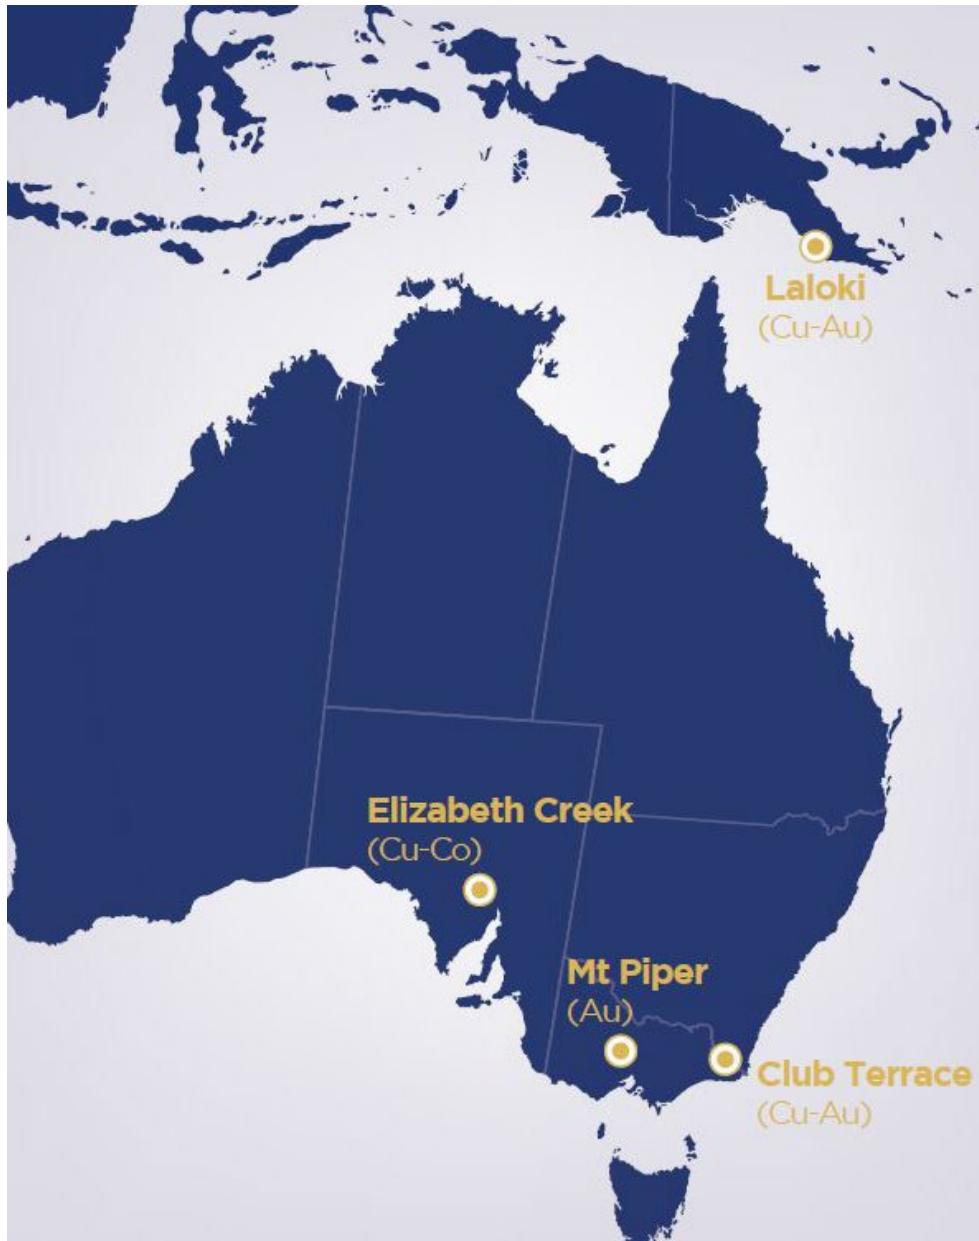 Laloki
(Cu-Au)
Elizabeth Creek
(Cu-Co)
Mt Piper
(Au)
Club Terrace
(Cu-Au)